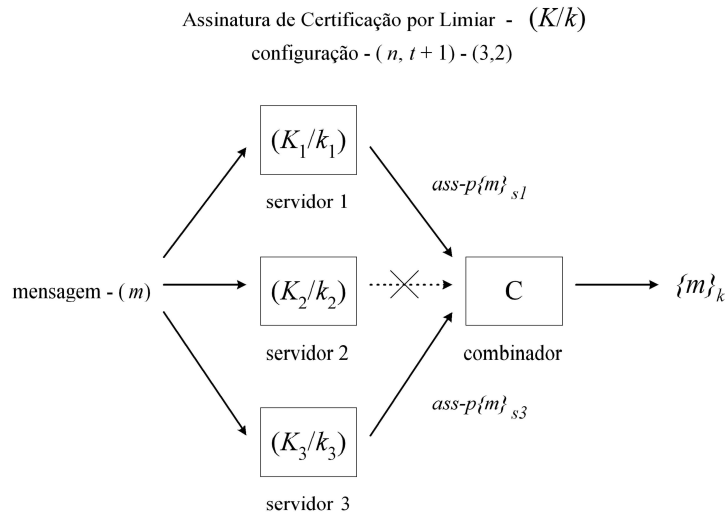 Assinatura de Certificação por Limiar - (K/k)
configuração - ( n, t + 1) - (3,2)
(K1/k1)
servidor 1
ass-p{m} s1
mensagem - ( m)
(K2/k2)
servidor 2
C
combinador
{m}k
ass-p{m} s3
(K3/k3)
servidor 3